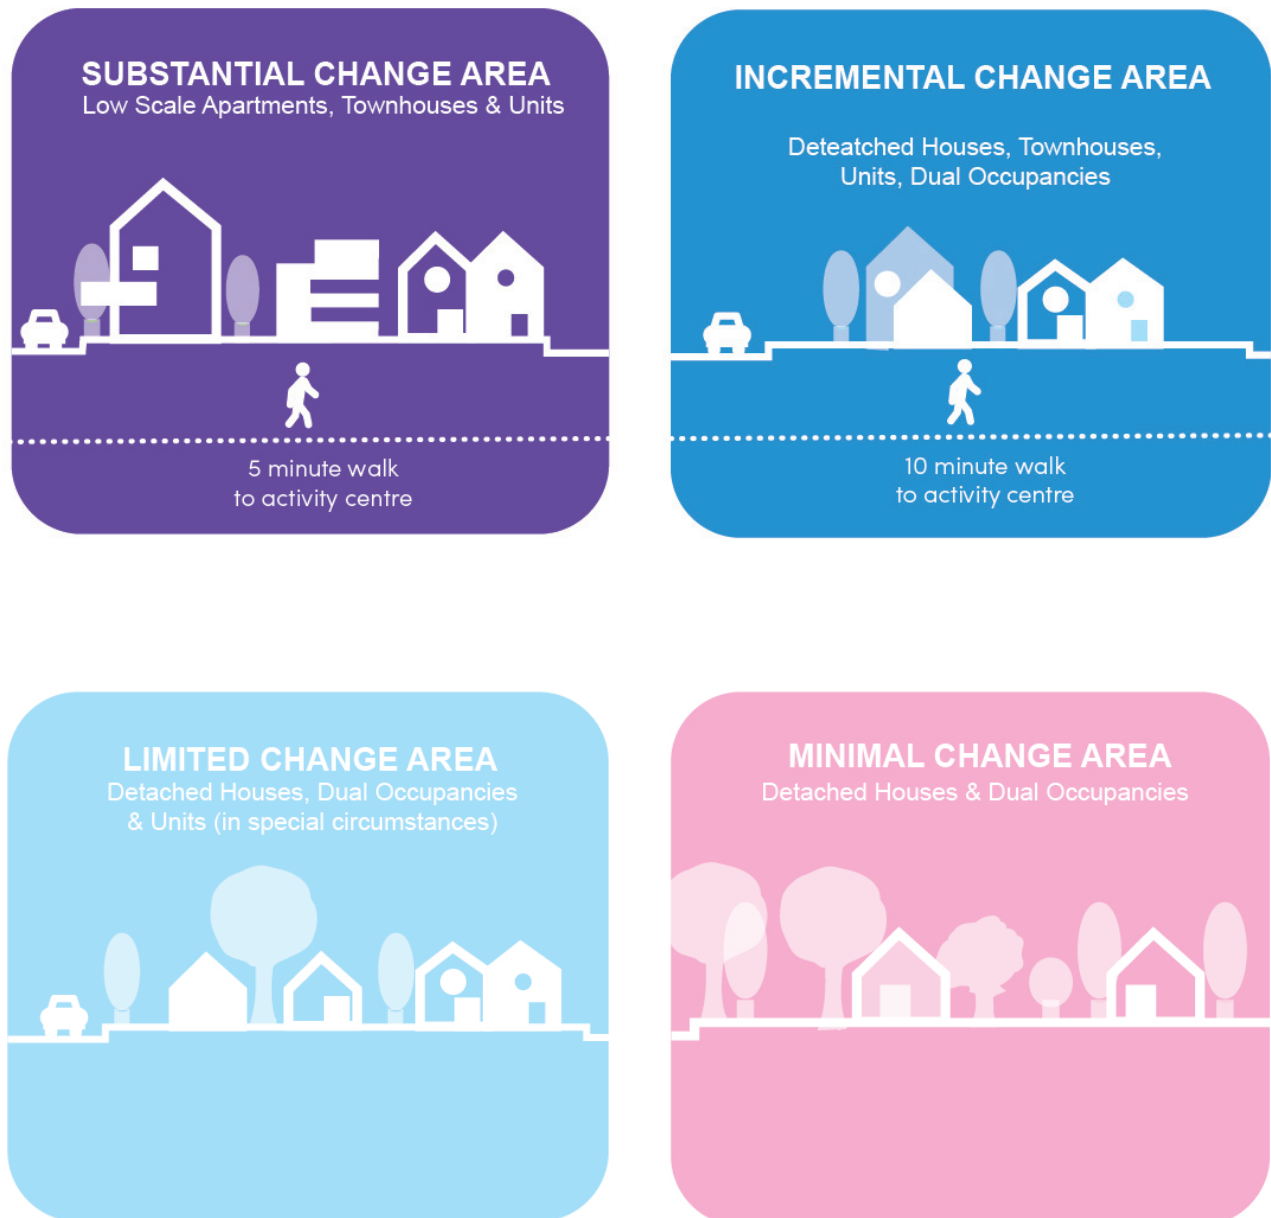 SUBSTANTIAL CHANGE AREA
Low Scale Apartments, Townhouses & Units
5 minute walk
to activity centre
INCREMENTAL CHANGE AREA
Deteatched Houses, Townhouses,
Units, Dual Occupancies
10 minute walk
to activity centre
LIMITED CHANGE AREA
Detached Houses, Dual Occupancies
& Units (in special circumstances)
MINIMAL CHANGE AREA
Detached Houses & Dual Occupancies